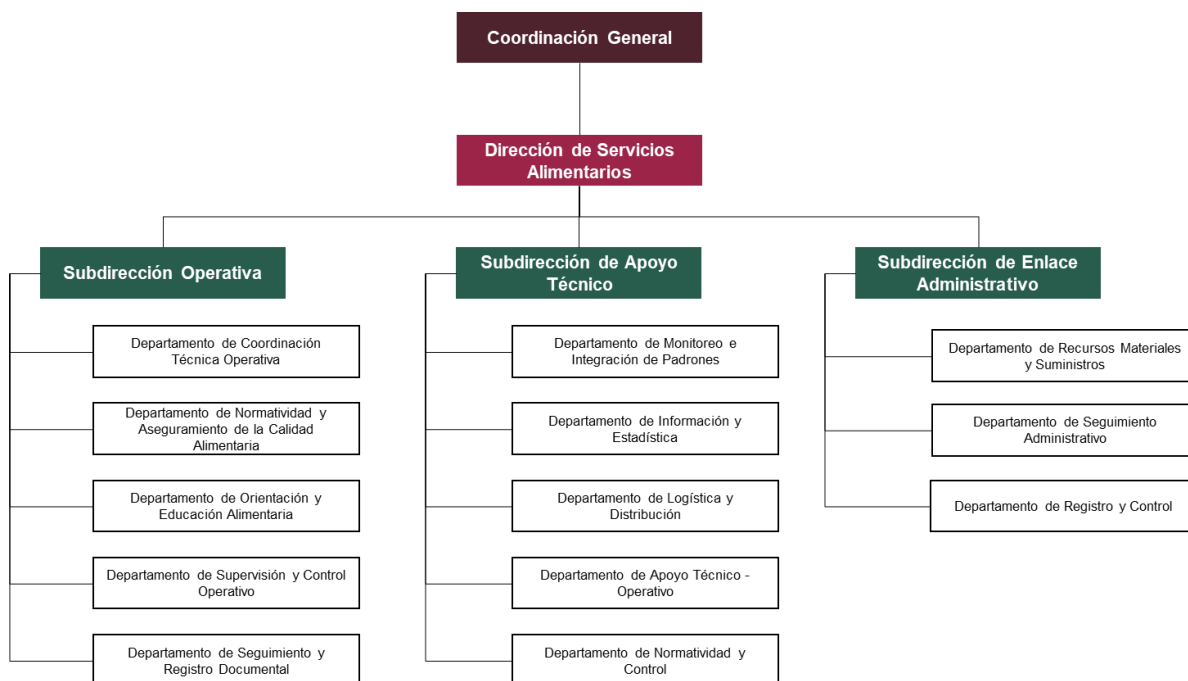 Coordinación General
Dirección de Servicios
Alimentarios
Subdirección Operativa
Departamento de Coordinación
Técnica Operativa
Departamento de Normatividad y
Aseguramiento de la Calidad
Alimentaria
Departamento de Orientación y
Educación Alimentaria
Departamento de Supervisión y Control
Operativo
Departamento de Seguimiento y
Registro Documental
Subdirección de Apoyo
Técnico
Departamento de Monitoreo e
Integración de Padrones
Departamento de Información y
Estadística
Departamento de Logística y
Distribución
Departamento de Apoyo Técnico -
Operativo
Departamento de Normatividad y
Control
Subdirección de Enlace
Administrativo
Departamento de Recursos Materiales
y Suministros
Departamento de Seguimiento
Administrativo
Departamento de Registro y Control